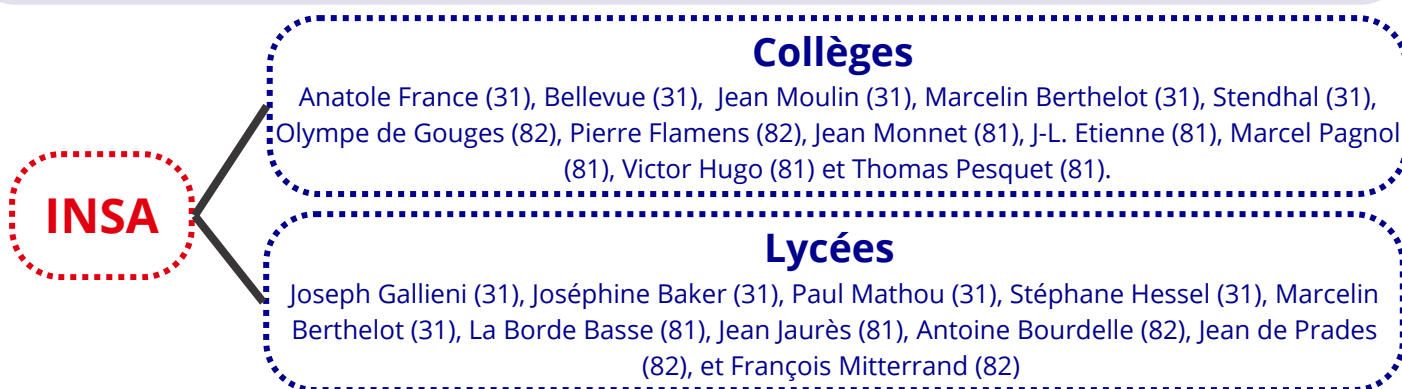 Collèges
Anatole France (31), Bellevue (31), Jean Moulin (31), Marcelin Berthelot (31), Stendhal (31),
Olympe de Gouges (82), Pierre Flamens (82), Jean Monnet (81), J-L. Etienne (81), Marcel Pagnol
(81), Victor Hugo (81) et Thomas Pesquet (81).
INSA
Lycées
Joseph Gallieni (31), Joséphine Baker (31), Paul Mathou (31), Stéphane Hessel (31), Marcelin
Berthelot (31), La Borde Basse (81), Jean Jaurès (81), Antoine Bourdelle (82), Jean de Prades
(82), et François Mitterrand (82)